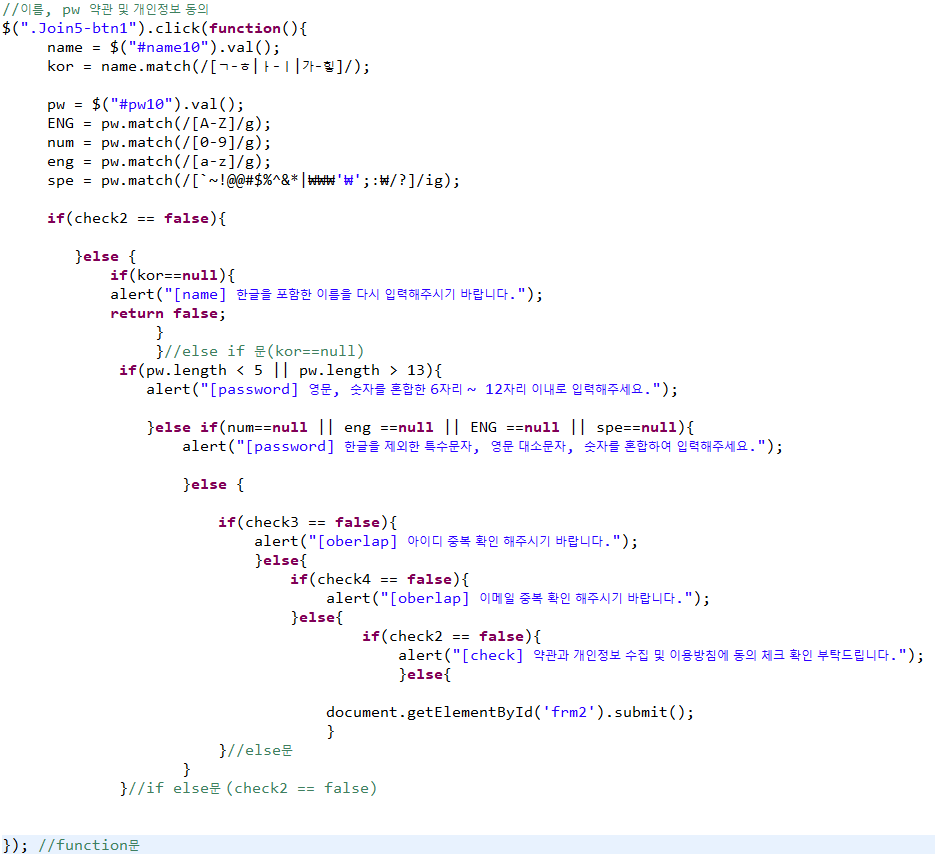 //이름, pw 약관 및 개인정보 동의
$(".Join5-btn1").click(function(){
name = $("#name10").val();
kor = name.match(/[ㄱ-ㅎ|ㅏ-ㅣ|가-힣]/);
pw = $("#pw10").val();
ENG = pw.match(/[A-Z]/g);
num = pw.match(/[0-9]/g);
eng = pw.match(/[a-z]/g);
spe = pw.match(/[`~!@@#$%^&*|₩₩₩'₩';:₩/?]/ig);
if(check2 == false){
}else {
if(kor==null){
alert("[name] 한글을 포함한 이름을 다시 입력해주시기 바랍니다.");
return false;
}
}//else if 문(kor==null)
if(pw.length < 5 || pw.length > 13){
alert("[password] 영문, 숫자를 혼합한 6자리 ~ 12자리 이내로 입력해주세요.");
}else if(num==null || eng ==null || ENG ==null || spe==null){
alert("[password] 한글을 제외한 특수문자, 영문 대소문자, 숫자를 혼합하여 입력해주세요.");
}else {
if(check3 == false){
alert("[oberlap] 아이디 중복 확인 해주시기 바랍니다.");
}else{
if(check4 == false){
alert("[oberlap] 이메일 중복 확인 해주시기 바랍니다.");
}else{
if(check2 == false){
alert("[check] 약관과 개인정보 수집 및 이용방침에 동의 체크 확인 부탁드립니다.");
}else{
document.getElementById('frm2').submit();
}
}//else문
}
}//if else문 (check2 == false)
}); //function문